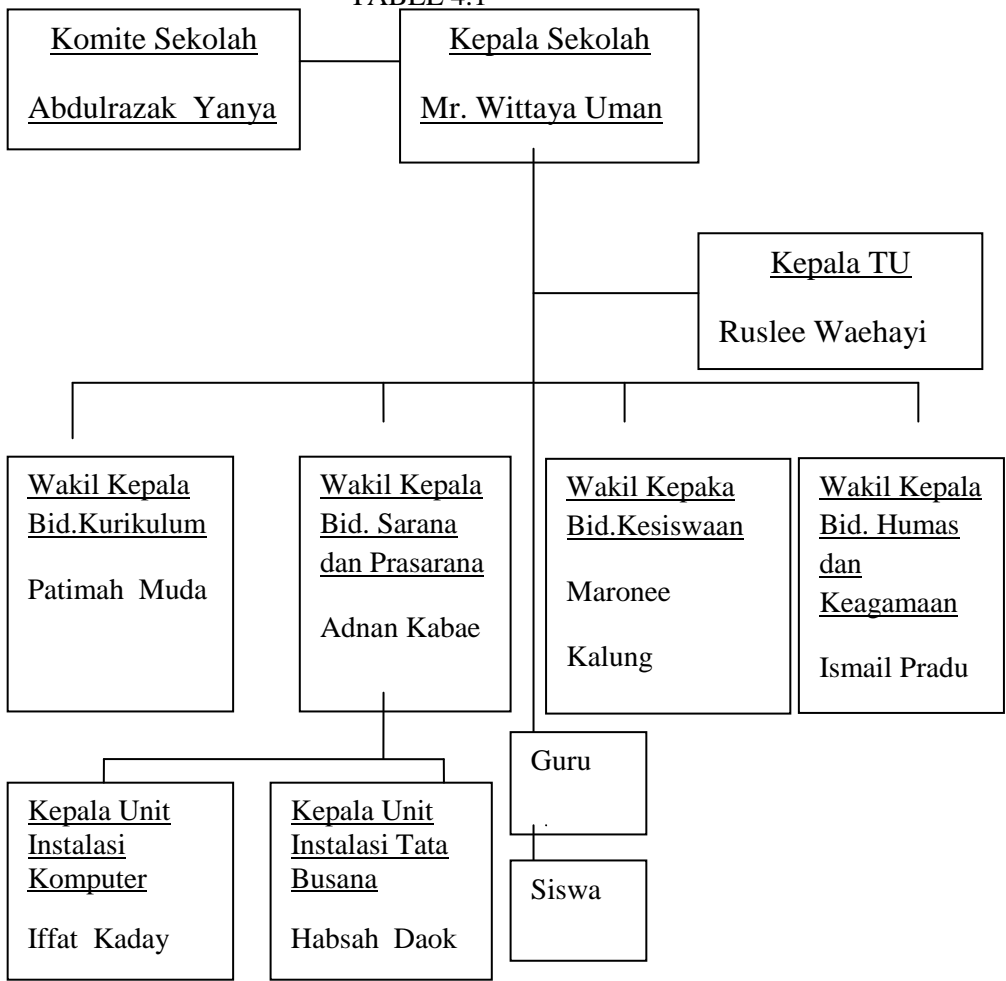 TABLE 4.1
Komite Sekolah
Abdulrazak Yanya
Kepala Sekolah
Mr. Wittaya Uman
Kepala TU
Ruslee Waehayi
Wakil Kepala
Bid.Kurikulum
Patimah Muda
Wakil Kepala
Bid. Sarana
dan Prasarana
Adnan Kabae
Wakil Kepaka
Bid.Kesiswaan
Maronee
Kalung
Wakil Kepala
Bid. Humas
dan
Keagamaan
Ismail Pradu
Guru
.
Siswa
Kepala Unit
Instalasi
Komputer
Iffat Kaday
Kepala Unit
Instalasi Tata
Busana
Habsah Daok